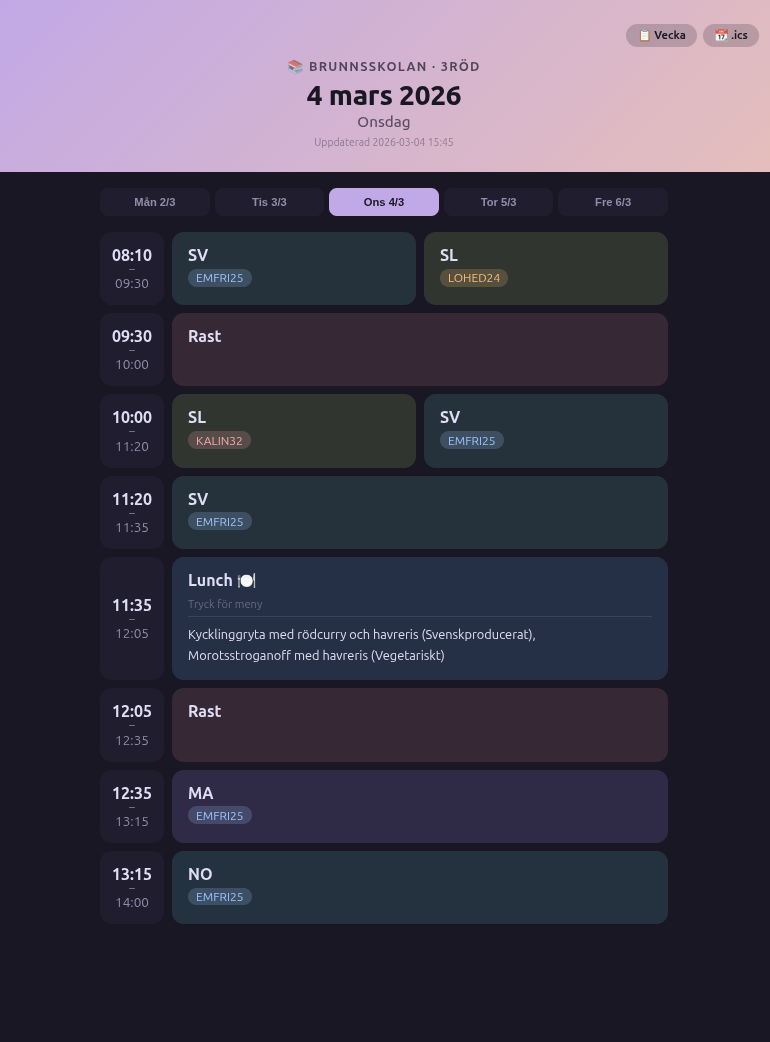 📋 Vecka
📆 .ics
📚 BRUNNSSKOLAN · 3RÖD
4 mars 2026
Onsdag
Uppdaterad 2026-03-04 15:45
Mån 2/3
Tis 3/3
Ons 4/3
Tor 5/3
Fre 6/3
08:10
–
09:30
SV
EMFRI25
SL
LOHED24
09:30
–
10:00
Rast
10:00
–
11:20
SL
KALIN32
SV
EMFRI25
11:20
–
11:35
SV
EMFRI25
11:35
–
12:05
Lunch 🍽️
Tryck för meny
Kycklinggryta med rödcurry och havreris (Svenskproducerat),
Morotsstroganoff med havreris (Vegetariskt)
12:05
–
12:35
Rast
12:35
–
13:15
MA
EMFRI25
13:15
–
14:00
NO
EMFRI25